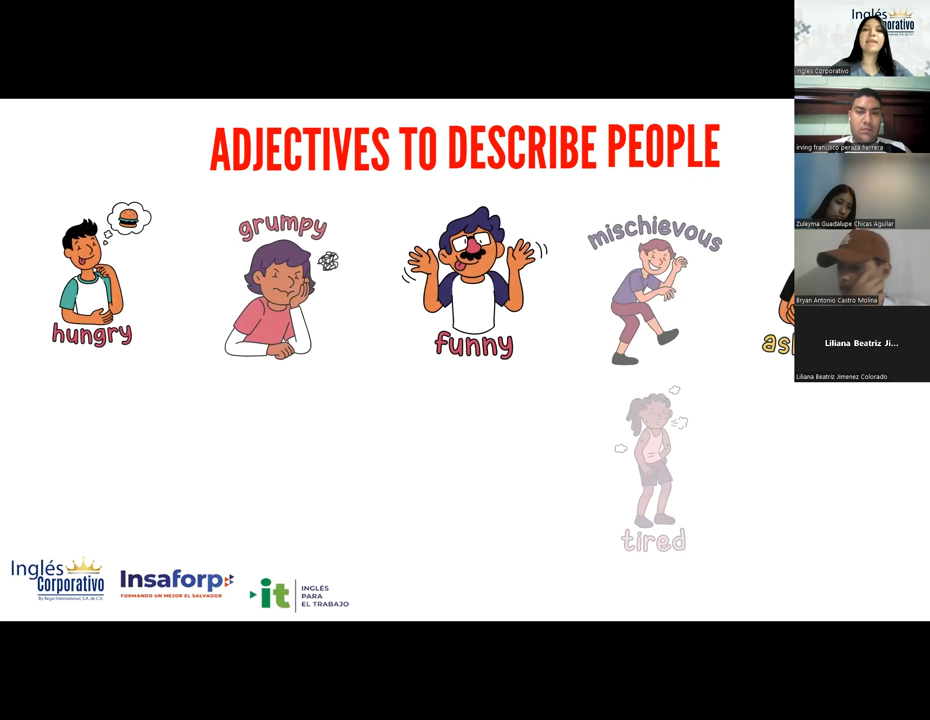 ADJECTIVES TO DESCRIBE PEOPLE
grumpy
mischievous
hungry
funny
tired
Inglés
Corporativo
By Regal International, S.A. de C.V.
Insaforp
FORMANDO UN MEJOR EL SALVADOR
it
INGLÉS
PARA
EL TRABAJO
Inglés
Ingles Corporativo
irving francisco peraza herrera
Zuleyma Guadalupe Chicas Aguilar
Bryan Antonio Castro Molina
Liliana Beatriz Ji...
Liliana Beatriz Jimenez Colorado